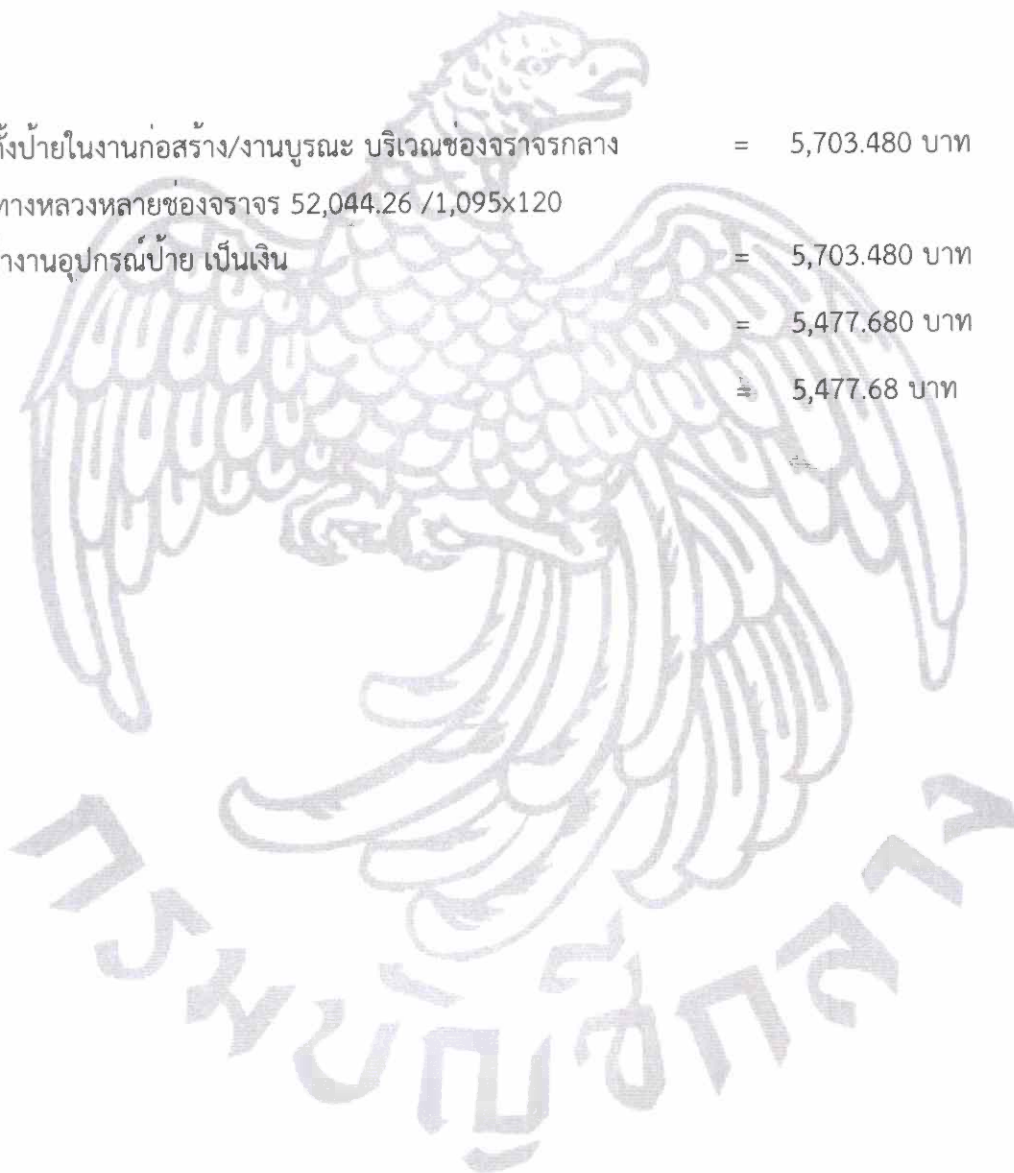 ตั้งป้ายในงานก่อสร้าง/งานบูรณะ บริเวณช่องจราจรกลาง = 5,703.480 บาท
ทางหลวงหลายช่องจราจร 52,044.26 /1,095x120
งานอุปกรณ์ป้าย เป็นเงิน = 5,703.480 บาท
= 5,477.680 บาท
= 5,477.68 บาท
กรมบัญชีกลาง